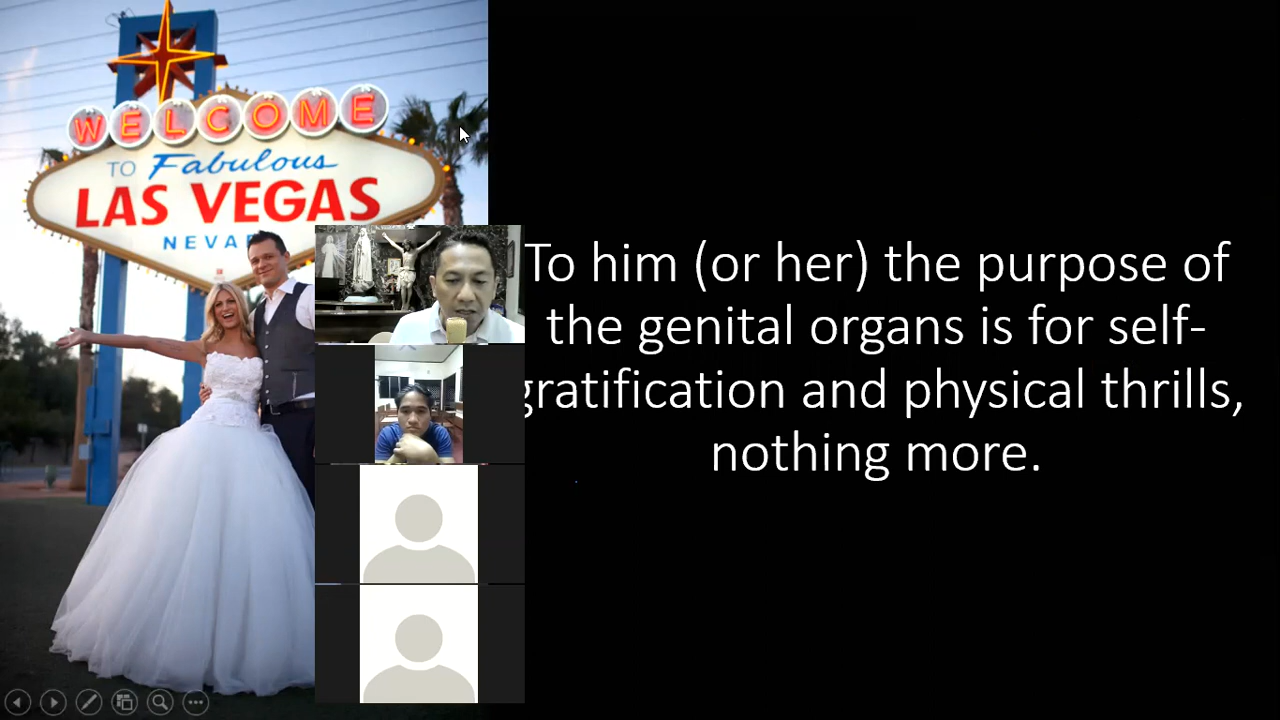 WELCOME
TO Fabulous
LAS VEGAS
NEVA
To him (or her) the purpose of
the genital organs is for self-
gratification and physical thrills,
nothing more.